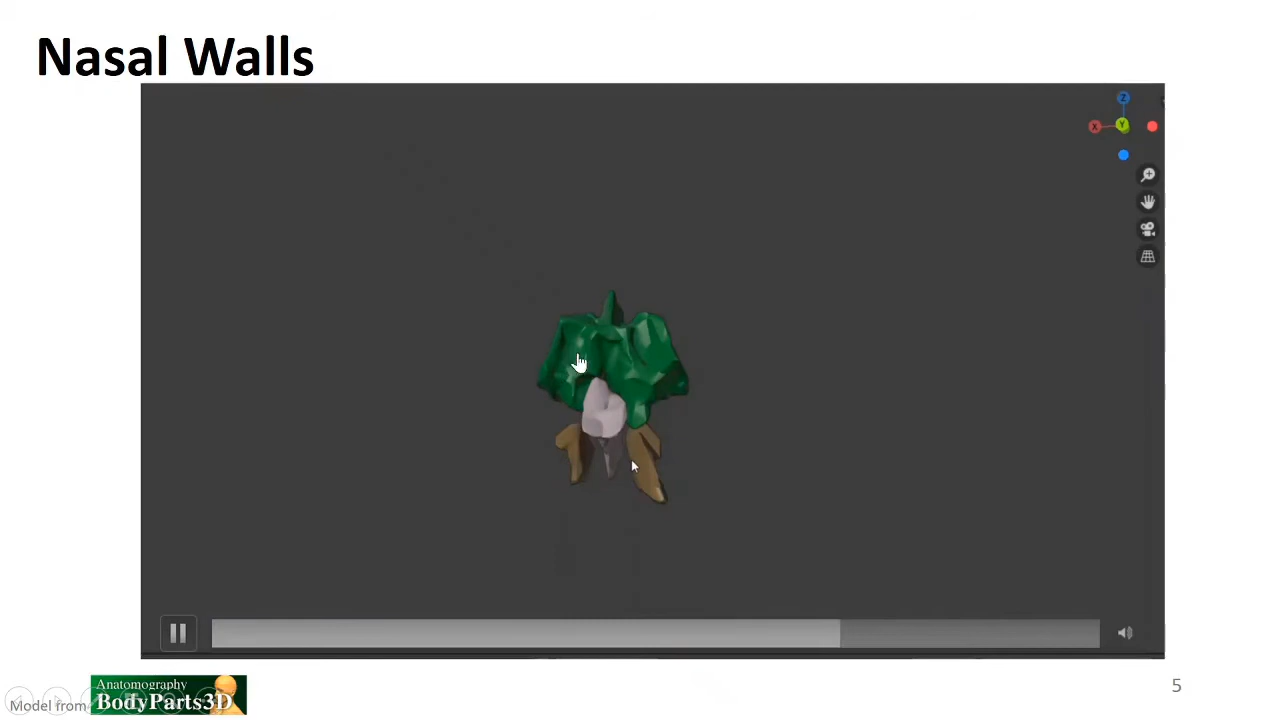 Nasal Walls
Z
X
Y
Model from
Anatomography
BodyParts3D
5